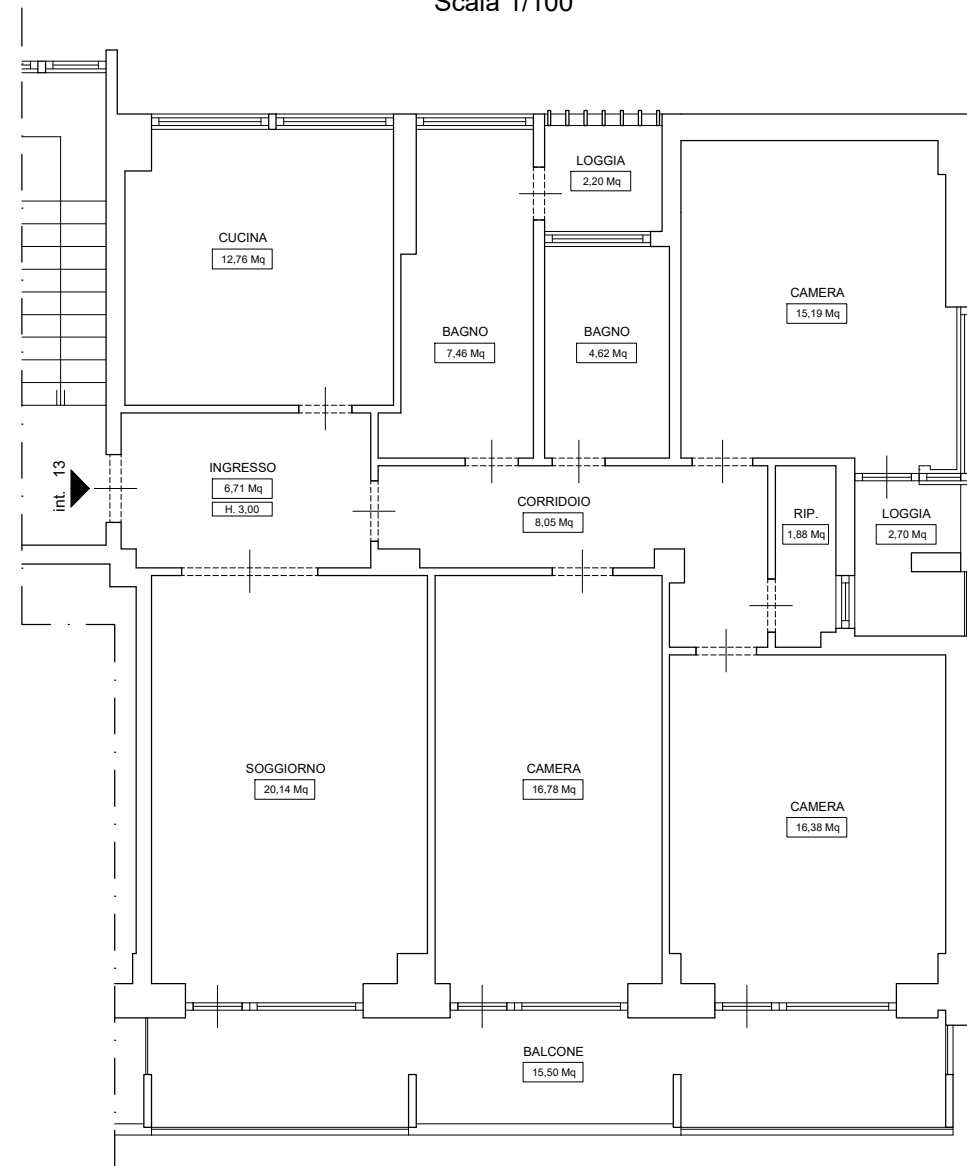 Scala 1/100
LOGGIA
2,20 Mq
CUCINA
12,76 Mq
CAMERA
15,19 Mq
BAGNO
7,46 Mq
BAGNO
4,62 Mq
int. 13
INGRESSO
6,71 Mq
H. 3,00
CORRIDOIO
8,05 Mq
RIP.
1,88 Mq
LOGGIA
2,70 Mq
SOGGIORNO
20,14 Mq
CAMERA
16,78 Mq
CAMERA
16,38 Mq
BALCONE
15,50 Mq